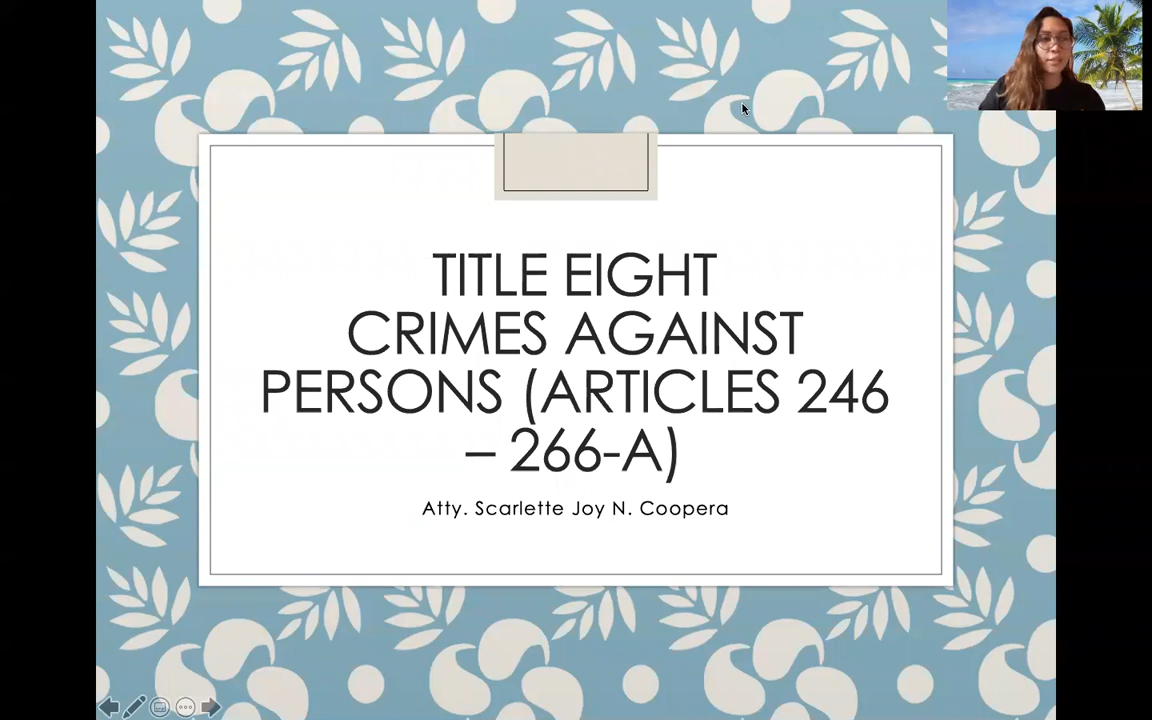 TITLE EIGHT
CRIMES AGAINST
PERSONS (ARTICLES 246
– 266-A)
Atty. Scarlette Joy N. Coopera